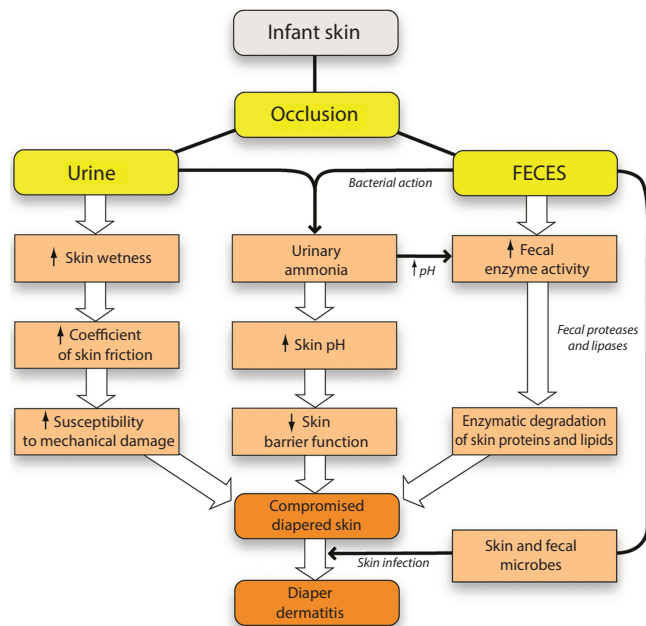 Infant skin
Occlusion
Urine
FECES
Bacterial action
Skin wetness
Urinary
ammonia
pH
Fecal
enzyme activity
Coefficient
of skin friction
Skin pH
Fecal proteases
and lipases
Susceptibility
to mechanical damage
Skin
barrier function
Enzymatic degradation
of skin proteins and lipids
Compromised
diapered skin
Skin infection
Skin and fecal
microbes
Diaper
dermatitis